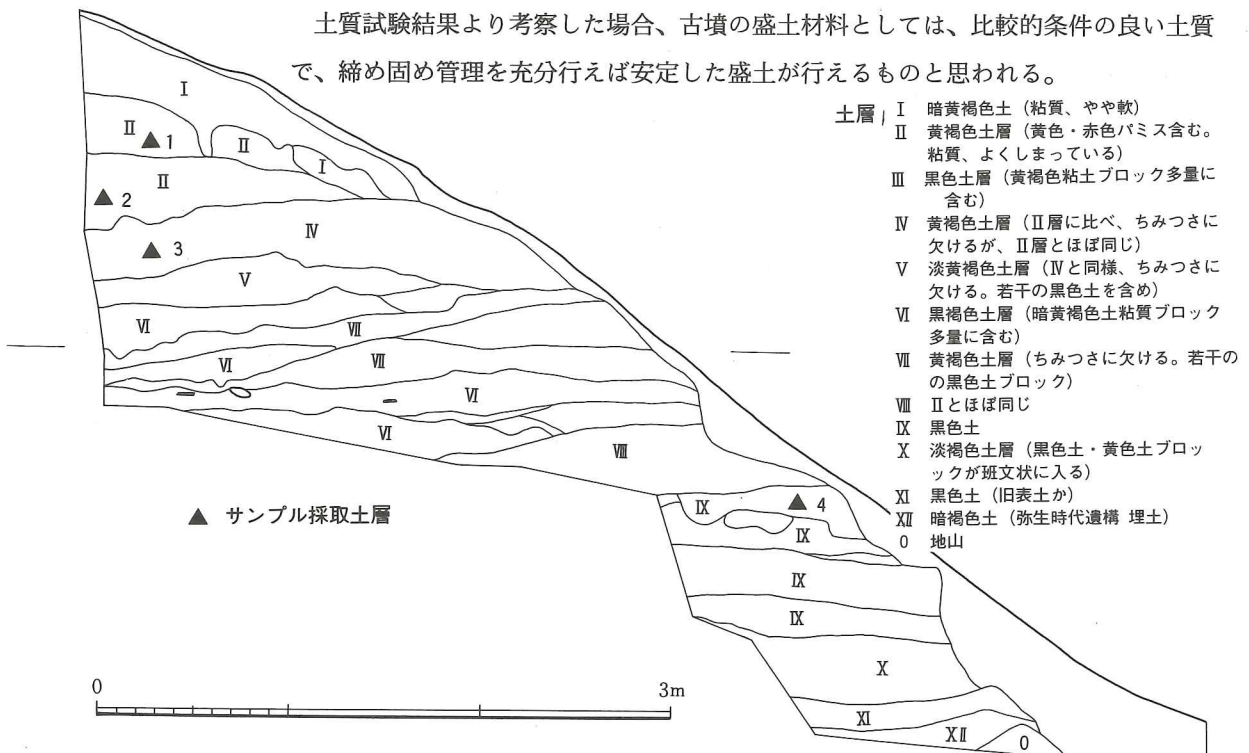 土質試験結果より考察した場合、古墳の盛土材料としては、比較的条件の良い土質
で、締め固め管理を充分行えば安定した盛土が行えるものと思われる。
土層
Ⅰ 暗黄褐色土（粘質、やや軟）
Ⅱ 黄褐色土層（黄色・赤色パミス含む。
粘質、よくしまっている）
Ⅲ 黒色土層（黄褐色粘土ブロック多量に
含む）
Ⅳ 黄褐色土層（Ⅱ層に比べ、ちみつさに
欠けるが、Ⅱ層とほぼ同じ）
Ⅴ 淡黄褐色土層（Ⅳと同様、ちみつさに
欠ける。若干の黒色土を含め）
Ⅵ 黒褐色土層（暗黄褐色土粘質ブロック
多量に含む）
Ⅶ 黄褐色土層（ちみつさに欠ける。若干の
の黒色土ブロック）
Ⅷ Ⅱとほぼ同じ
Ⅸ 黒色土
Ⅹ 淡褐色土層（黒色土・黄色土ブロッ
ックが班文状に入る）
Ⅺ 黒色土（旧表土か）
Ⅻ 暗褐色土（弥生時代遺構 埋土）
0 地山
Ⅰ
Ⅱ ▲ 1
Ⅱ
Ⅰ
Ⅱ
▲ 2
Ⅳ
▲ 3
Ⅴ
Ⅵ
Ⅶ
Ⅵ
Ⅶ
Ⅵ
Ⅵ
Ⅷ
Ⅸ
▲ 4
Ⅸ
Ⅸ
Ⅸ
Ⅹ
Ⅺ
Ⅻ
0
▲ サンプル採取土層
0
3m